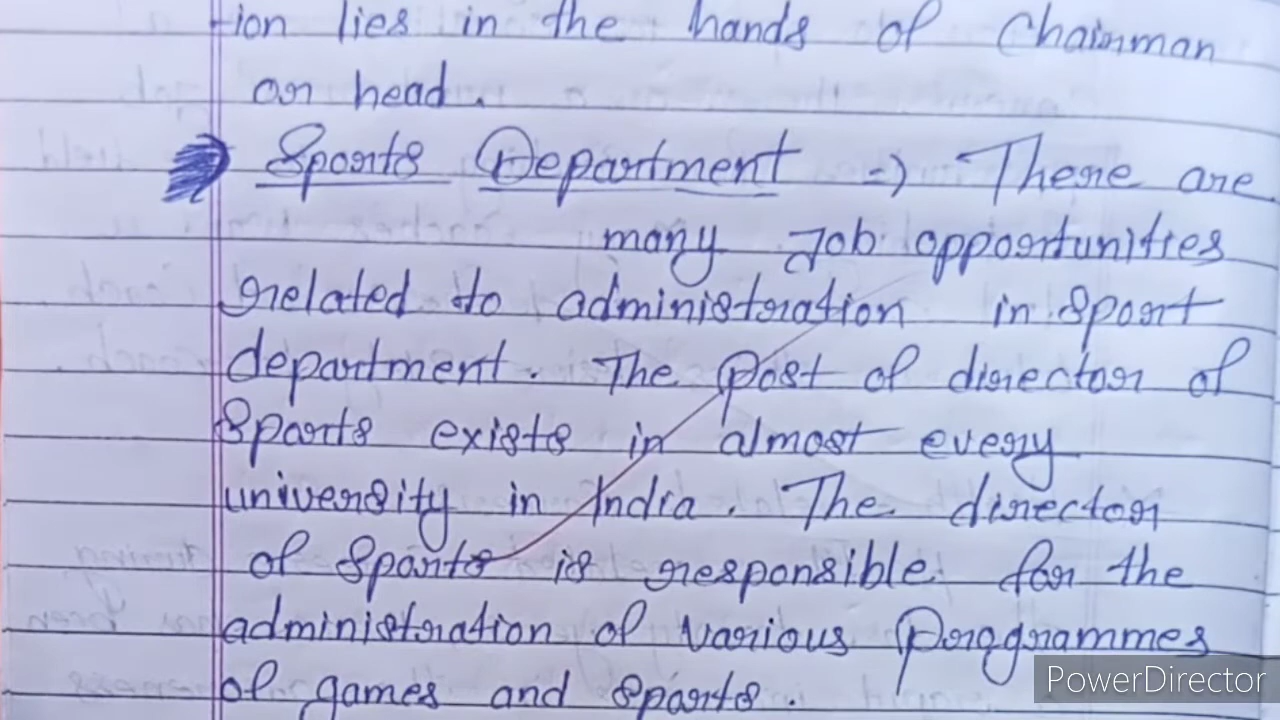 -tion lies in the hands of Chairman
or head.
Sports Department => There are
many Job opportunities
related to administration in sport
department. The Post of director of
Sports exists in almost every
university in India. The director
of Sports is responsible for the
administration of various Programmes
of games and sports.
PowerDirector